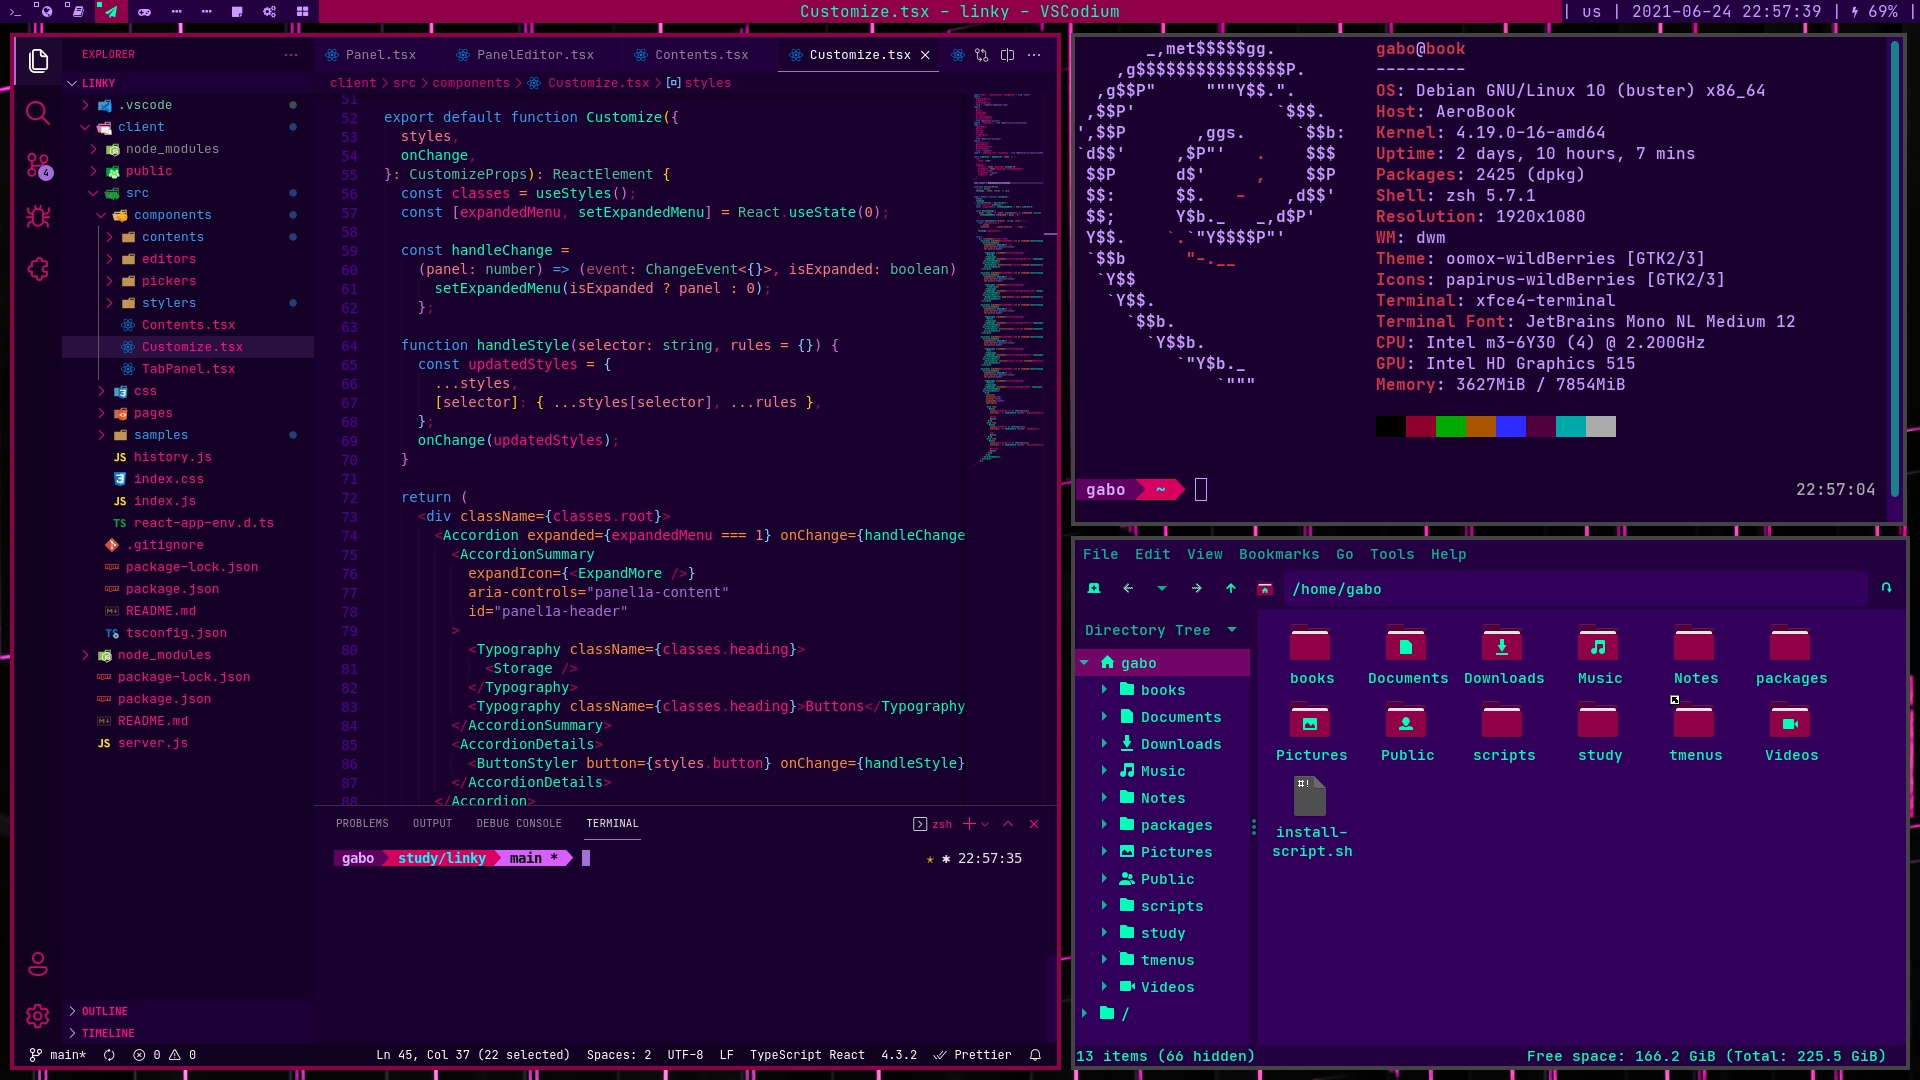 Customize.tsx - linky - VSCodium
| us | 2021-06-24 22:57:39 | 69% |
EXPLORER
LINKY
.vscode
client
node_modules
public
src
components
contents
editors
pickers
stylers
Contents.tsx
Customize.tsx
TabPanel.tsx
css
pages
samples
JS history.js
index.css
JS index.js
TS react-app-env.d.ts
.gitignore
package-lock.json
package.json
README.md
TS tsconfig.json
node_modules
package-lock.json
package.json
README.md
JS server.js
OUTLINE
TIMELINE
4
Panel.tsx PanelEditor.tsx Contents.tsx Customize.tsx
client > src > components > Customize.tsx > styles
51
52 export default function Customize({
53 styles,
54 onChange,
55 }: CustomizeProps): ReactElement {
56 const classes = useStyles();
57 const [expandedMenu, setExpandedMenu] = React.useState(0);
58
59 const handleChange =
60 (panel: number) => (event: ChangeEvent<{}>, isExpanded: boolean)
61 setExpandedMenu(isExpanded ? panel : 0);
62 };
63
64 function handleStyle(selector: string, rules = {}) {
65 const updatedStyles = {
66 ...styles,
67 [selector]: { ...styles[selector], ...rules },
68 };
69 onChange(updatedStyles);
70 }
71
72 return (
73 <div className={classes.root}>
74 <Accordion expanded={expandedMenu === 1} onChange={handleChange
75 <AccordionSummary
76 expandIcon={<ExpandMore />}
77 aria-controls="panel1a-content"
78 id="panel1a-header"
79 >
80 <Typography className={classes.heading}>
81 <Storage />
82 </Typography>
83 <Typography className={classes.heading}>Buttons</Typography
84 </AccordionSummary>
85 <AccordionDetails>
86 <ButtonStyler button={styles.button} onChange={handleStyle}
87 </AccordionDetails>
88 </Accordion>
PROBLEMS OUTPUT DEBUG CONSOLE TERMINAL zsh
gabo study/linky main * 22:57:35
main* 0 0 Ln 45, Col 37 (22 selected) Spaces: 2 UTF-8 LF TypeScript React 4.3.2 Prettier
_,met$$$$$gg.
,g$$$$$$$$$$$$$$$P.
,g$$P"     """Y$$.".
,$$P'              `$$$.
',$$P       ,ggs.     `$$b:
`d$$'     ,$P"'   .    $$$
$$P      d$'     ,    $$P
$$:      $$.   -    ,d$$'
$$;      Y$b._   _,d$P'
Y$$.    `.`"Y$$$$P"'
`$$b      "-.__
`Y$$
`Y$$.
`$$b.
`Y$$b.
`"Y$b._
`"""
gabo@book
---------
OS: Debian GNU/Linux 10 (buster) x86_64
Host: AeroBook
Kernel: 4.19.0-16-amd64
Uptime: 2 days, 10 hours, 7 mins
Packages: 2425 (dpkg)
Shell: zsh 5.7.1
Resolution: 1920x1080
WM: dwm
Theme: oomox-wildBerries [GTK2/3]
Icons: papirus-wildBerries [GTK2/3]
Terminal: xfce4-terminal
Terminal Font: JetBrains Mono NL Medium 12
CPU: Intel m3-6Y30 (4) @ 2.200GHz
GPU: Intel HD Graphics 515
Memory: 3627MiB / 7854MiB
gabo ~ 22:57:04
File Edit View Bookmarks Go Tools Help
/home/gabo
Directory Tree
gabo
books
Documents
Downloads
Music
Notes
packages
Pictures
Public
scripts
study
tmenus
Videos
/
books Documents Downloads Music Notes packages
Pictures Public scripts study tmenus Videos
#!
install-
script.sh
13 items (66 hidden) Free space: 166.2 GiB (Total: 225.5 GiB)